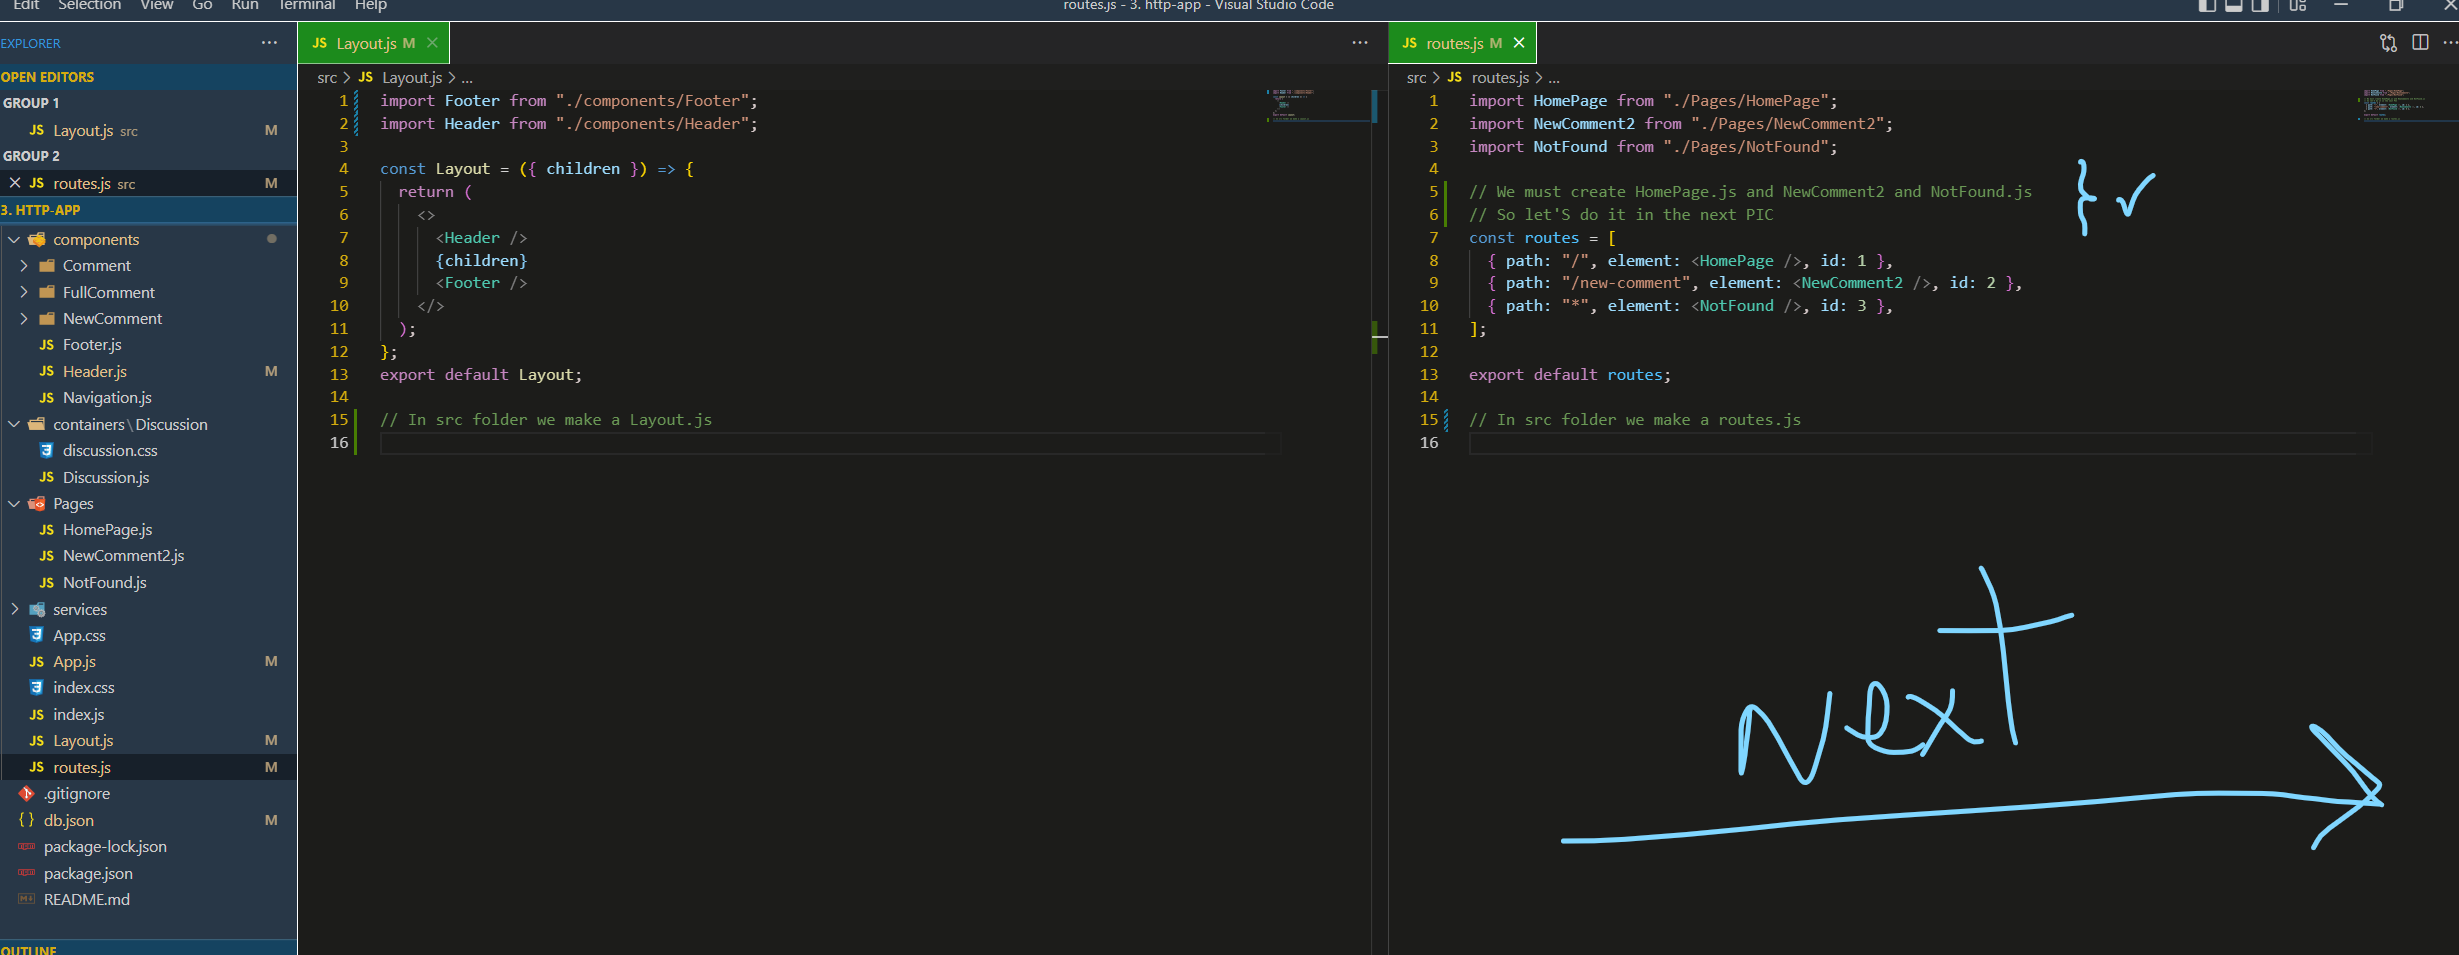 Edit Selection View Go Run Terminal Help
routes.js - 3. http-app - Visual Studio Code
EXPLORER
OPEN EDITORS
GROUP 1
JS Layout.js src M
GROUP 2
JS routes.js src M
3. HTTP-APP
components
Comment
FullComment
NewComment
JS Footer.js
JS Header.js M
JS Navigation.js
containers\Discussion
discussion.css
JS Discussion.js
Pages
JS HomePage.js
JS NewComment2.js
JS NotFound.js
services
App.css
JS App.js M
index.css
JS index.js
JS Layout.js M
JS routes.js M
.gitignore
{} db.json M
package-lock.json
package.json
README.md
OUTLINE
JS Layout.js M
src > JS Layout.js > ...
1 import Footer from "./components/Footer";
2 import Header from "./components/Header";
3
4 const Layout = ({ children }) => {
5 return (
6 <>
7 <Header />
8 {children}
9 <Footer />
10 </>
11 );
12 };
13 export default Layout;
14
15 // In src folder we make a Layout.js
16
JS routes.js M
src > JS routes.js > ...
1 import HomePage from "./Pages/HomePage";
2 import NewComment2 from "./Pages/NewComment2";
3 import NotFound from "./Pages/NotFound";
4
5 // We must create HomePage.js and NewComment2 and NotFound.js
6 // So let'S do it in the next PIC
7 const routes = [
8 { path: "/", element: <HomePage />, id: 1 },
9 { path: "/new-comment", element: <NewComment2 />, id: 2 },
10 { path: "*", element: <NotFound />, id: 3 },
11 ];
12
13 export default routes;
14
15 // In src folder we make a routes.js
16
Next